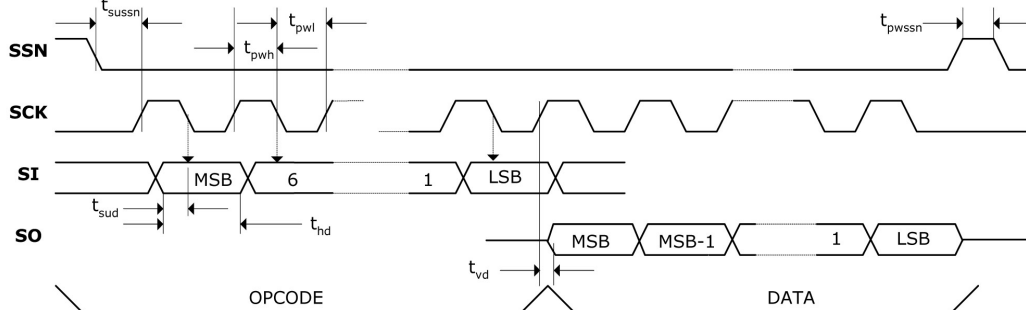 t_sussn t_pwl t_pwssn
t_pwh
SSN
SCK
SI MSB 6 1 LSB
t_sud t_hd
SO MSB MSB-1 1 LSB
t_vd
OPCODE DATA